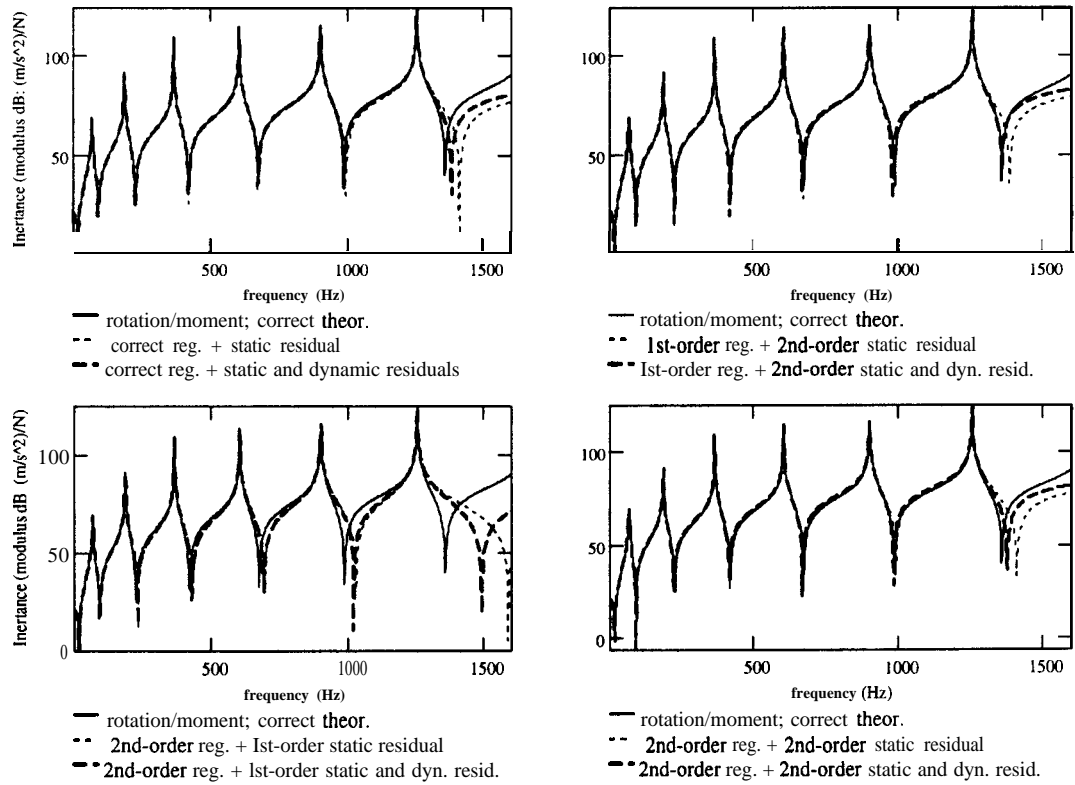 Inertance (modulus dB: (m/s^2)/N)
100
50
500
1000
1500
frequency (Hz)
rotation/moment; correct theor.
correct reg. + static residual
correct reg. + static and dynamic residuals
100
50
500
1000
1500
frequency (Hz)
rotation/moment; correct theor.
1st-order reg. + 2nd-order static residual
Ist-order reg. + 2nd-order static and dyn. resid.
Inertance (modulus dB (m/s^2)/N)
100
50
0
500
1000
1500
frequency (Hz)
rotation/moment; correct theor.
2nd-order reg. + Ist-order static residual
2nd-order reg. + lst-order static and dyn. resid.
100
50
0
500
1000
1500
frequency (Hz)
rotation/moment; correct theor.
2nd-order reg. + 2nd-order static residual
2nd-order reg. + 2nd-order static and dyn. resid.